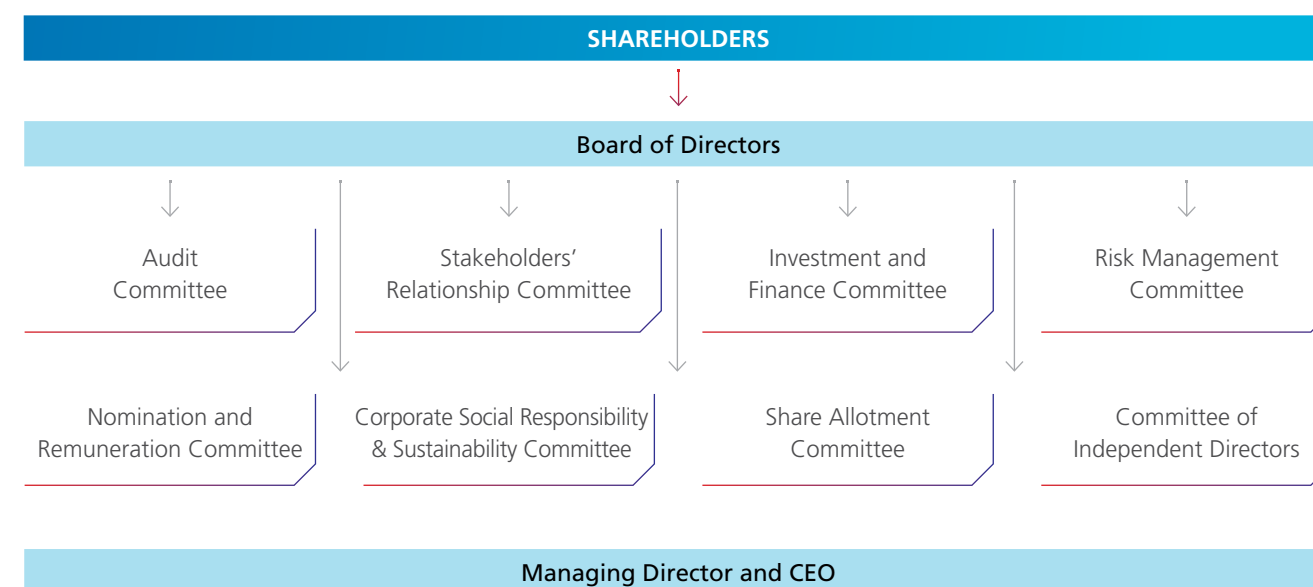 SHAREHOLDERS
Board of Directors
Audit
Committee
Stakeholders’
Relationship Committee
Investment and
Finance Committee
Risk Management
Committee
Nomination and
Remuneration Committee
Corporate Social Responsibility
& Sustainability Committee
Share Allotment
Committee
Committee of
Independent Directors
Managing Director and CEO